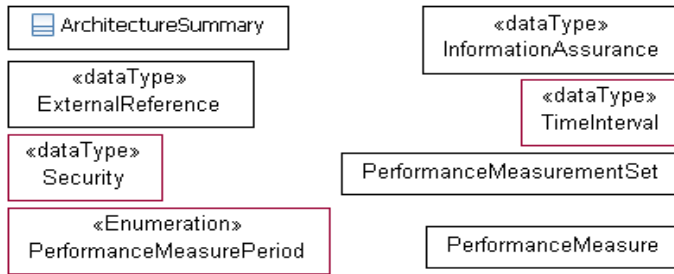 ArchitectureSummary
«dataType»
InformationAssurance
«dataType»
ExternalReference
«dataType»
TimeInterval
«dataType»
Security
PerformanceMeasurementSet
«Enumeration»
PerformanceMeasurePeriod
PerformanceMeasure